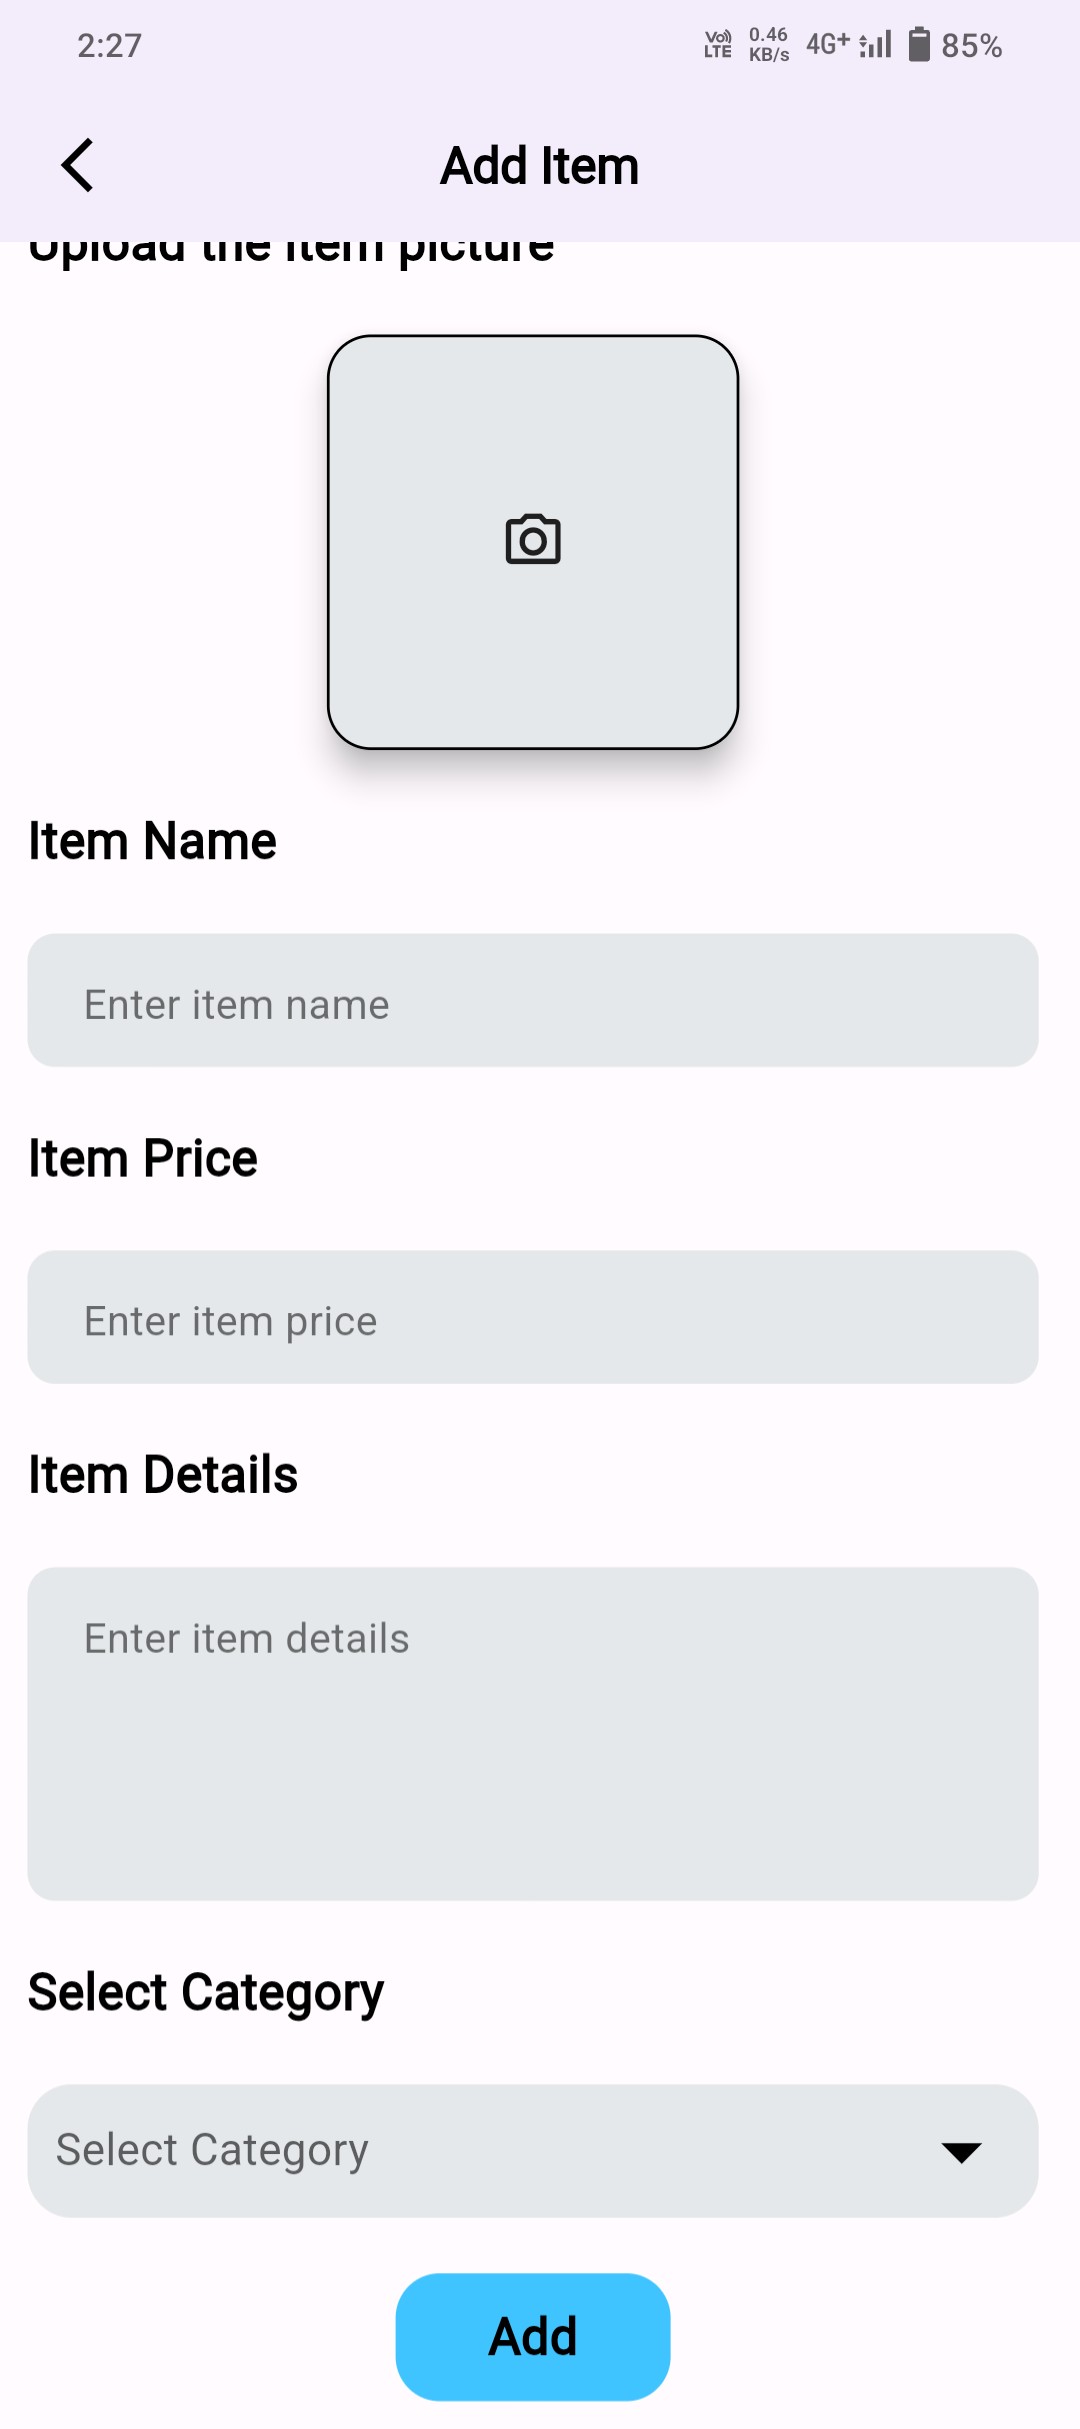 2:27
Vo) LTE 0.46 KB/s 4G+ 85%
Add Item
Upload the item picture
Item Name
Enter item name
Item Price
Enter item price
Item Details
Enter item details
Select Category
Select Category
Add